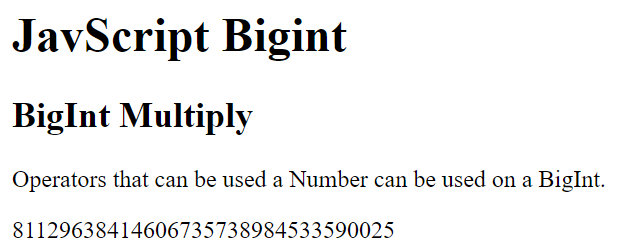 JavScript Bigint
BigInt Multiply
Operators that can be used a Number can be used on a BigInt.
81129638414606735738984533590025